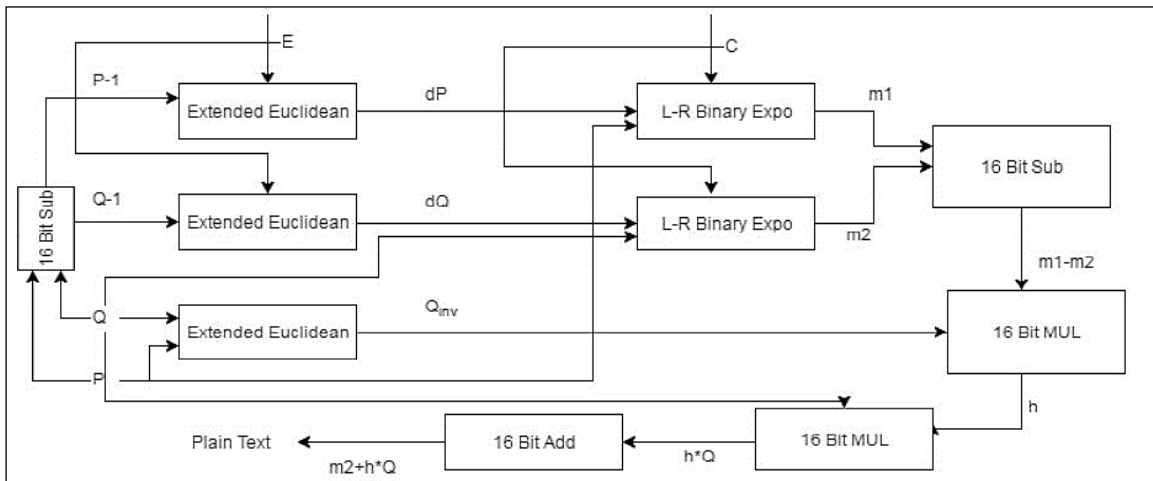 E
C
P-1
Extended Euclidean
dP
L-R Binary Expo
m1
16 Bit Sub
16 Bit Sub
Q-1
Extended Euclidean
dQ
L-R Binary Expo
m2
m1-m2
Q
Extended Euclidean
Qinv
16 Bit MUL
P
h
Plain Text
m2+h*Q
16 Bit Add
h*Q
16 Bit MUL